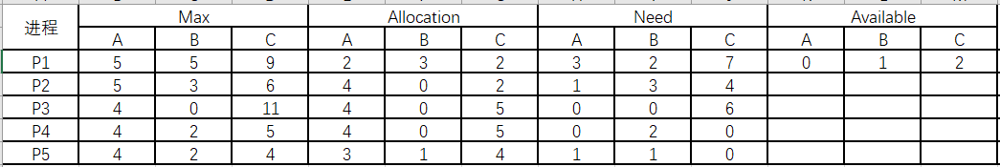 进程 Max Allocation Need Available
A B C A B C A B C A B C
P1 5 5 9 2 3 2 3 2 7 0 1 2
P2 5 3 6 4 0 2 1 3 4
P3 4 0 11 4 0 5 0 0 6
P4 4 2 5 4 0 5 0 2 0
P5 4 2 4 3 1 4 1 1 0